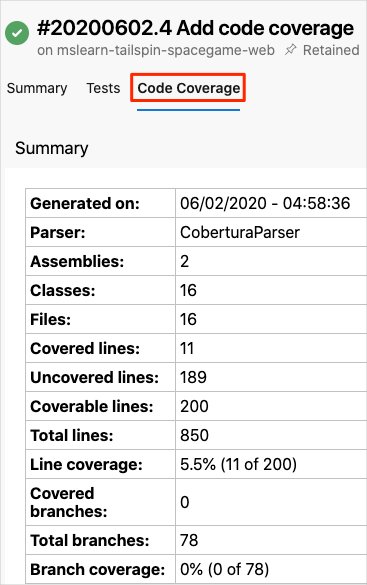 #20200602.4 Add code coverage
on mslearn-tailspin-spacegame-web Retained
Summary Tests Code Coverage
Summary
Generated on: 06/02/2020 - 04:58:36
Parser: CoberturaParser
Assemblies: 2
Classes: 16
Files: 16
Covered lines: 11
Uncovered lines: 189
Coverable lines: 200
Total lines: 850
Line coverage: 5.5% (11 of 200)
Covered
branches: 0
Total branches: 78
Branch coverage: 0% (0 of 78)